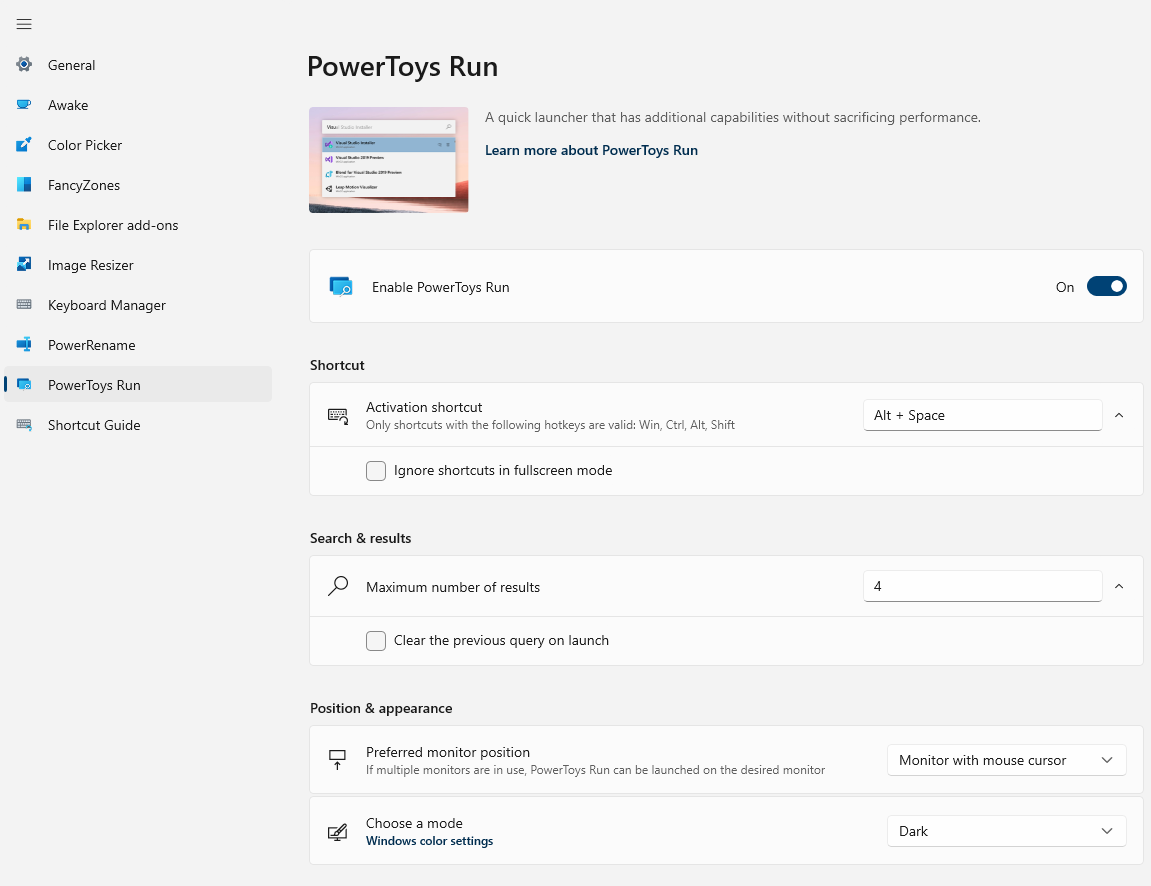 General
Awake
Color Picker
FancyZones
File Explorer add-ons
Image Resizer
Keyboard Manager
PowerRename
PowerToys Run
Shortcut Guide
PowerToys Run
Visual Studio Installer
Visual Studio Installer
Visual Studio 2019 Preview
Blend for Visual Studio 2019 Preview
Leap Motion Visualizer
A quick launcher that has additional capabilities without sacrificing performance.
Learn more about PowerToys Run
Enable PowerToys Run
On
Shortcut
Activation shortcut
Only shortcuts with the following hotkeys are valid: Win, Ctrl, Alt, Shift
Alt + Space
Ignore shortcuts in fullscreen mode
Search & results
Maximum number of results
4
Clear the previous query on launch
Position & appearance
Preferred monitor position
If multiple monitors are in use, PowerToys Run can be launched on the desired monitor
Monitor with mouse cursor
Choose a mode
Windows color settings
Dark